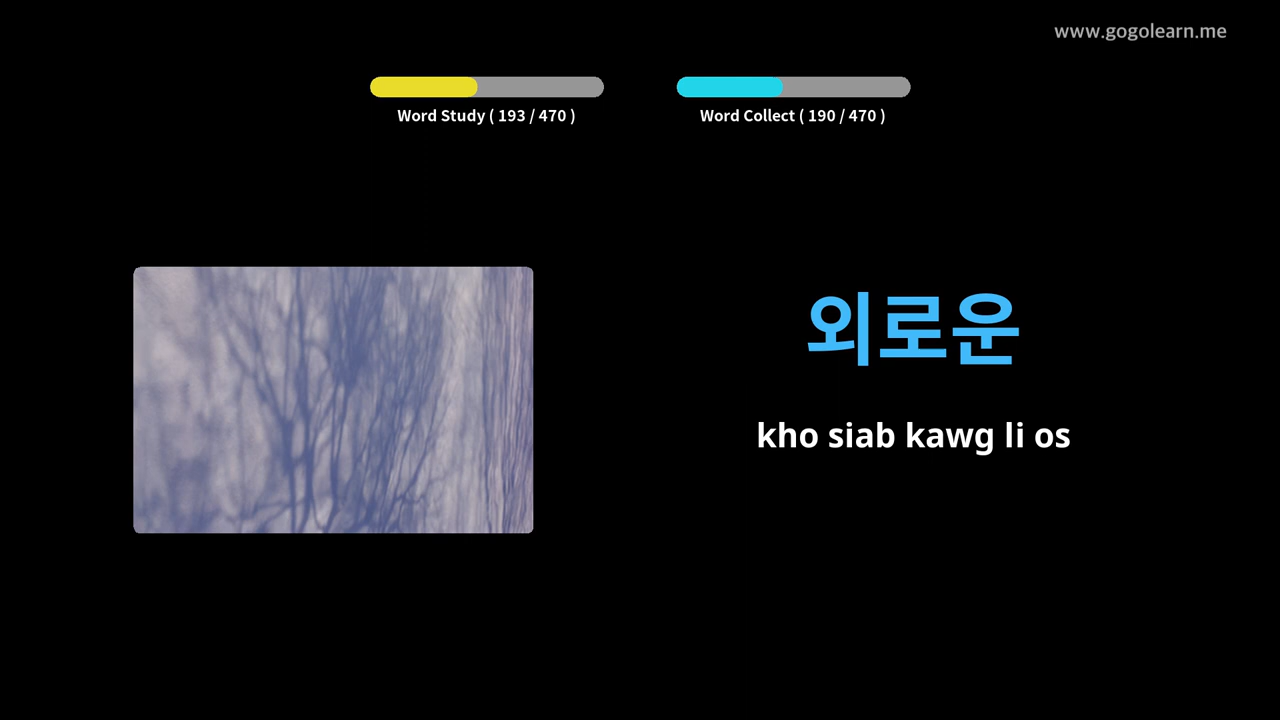 www.gogolearn.me
Word Study ( 193 / 470 )
Word Collect ( 190 / 470 )
외로운
kho siab kawg li os